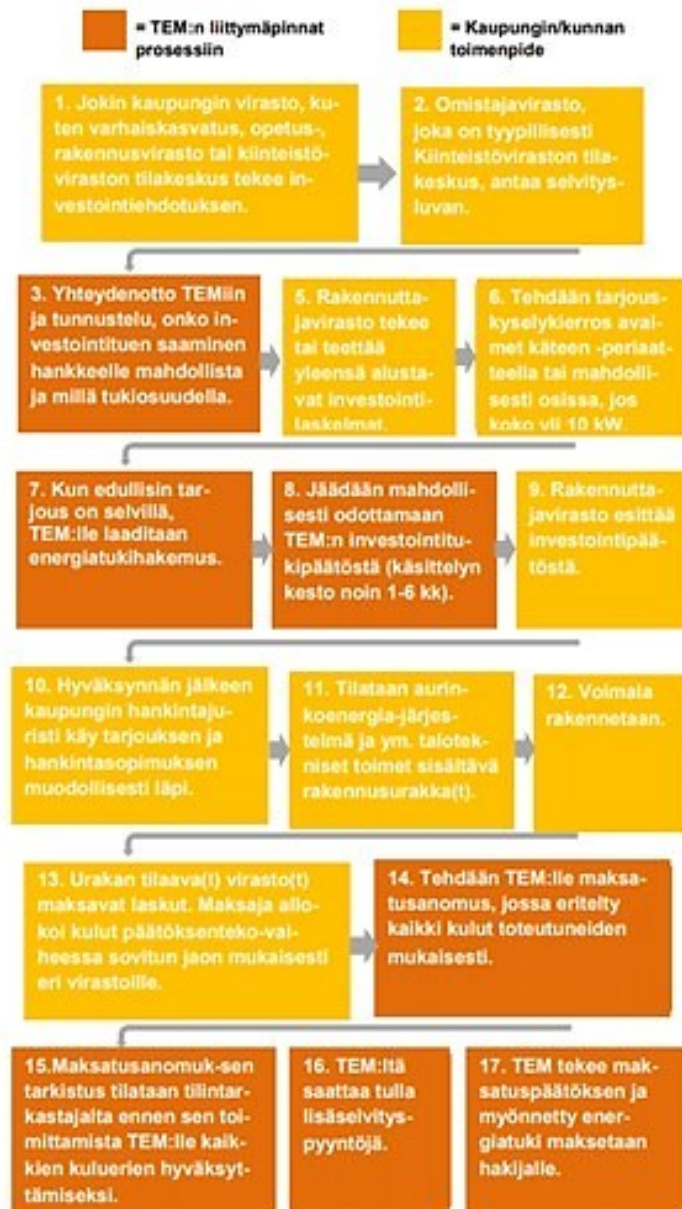 = TEM:n liittymäpinnat
prosessiin
= Kaupungin/kunnan
toimenpide
1. Jokin kaupungin virasto, ku-
ten varhaiskasvatus, opetus-,
rakennusvirasto tai kiinteistö-
viraston tilakeskus tekee in-
vestointiehdotuksen.
2. Omistajavirasto,
joka on tyypillisesti
Kiinteistöviraston tila-
keskus, antaa selvitys-
luvan.
3. Yhteydenotto TEMiin
ja tunnustelu, onko in-
vestointituen saaminen
hankkeelle mahdollista
ja millä tukiosuudella.
5. Rakennutta-
javirasto tekee
tai teettää
yleensä alusta-
vat investointi-
laskelmat.
6. Tehdään tarjous-
kyselykierros avai-
met käteen -periaat-
teella tai mahdolli-
sesti osissa, jos
koko yli 10 kW.
7. Kun edullisin tar-
jous on selvillä,
TEM:lle laaditaan
energiatukihakemus.
8. Jäädään mahdolli-
sesti odottamaan
TEM:n investointitu-
kipäätöstä (käsittelyn
kesto noin 1-6 kk).
9. Rakennutta-
javirasto esittää
investointipää-
töstä.
10. Hyväksynnän jälkeen
kaupungin hankintaju-
risti käy tarjouksen ja
hankintasopimuksen
muodollisesti läpi.
11. Tilataan aurin-
koenergia-järjes-
telmä ja ym. talotek-
niset toimet sisältävä
rakennusurakka(t).
12. Voimala
rakennetaan.
13. Urakan tilaava(t) virasto(t)
maksavat laskut. Maksaja allo-
koi kulut päätöksenteko-vai-
heessa sovitun jaon mukaisesti
eri virastoille.
14. Tehdään TEM:lle maksa-
tusanomus, jossa eritelty
kaikki kulut toteutuneiden
mukaisesti.
15.Maksatusanomuk-sen
tarkistus tilataan tilintar-
kastajalta ennen sen toi-
mittamista TEM:lle kaik-
kien kuluerien hyväksyt-
tämiseksi.
16. TEM:ltä
saattaa tulla
lisäselvitys-
pyyntöjä.
17. TEM tekee mak-
satuspäätöksen ja
myönnetty ener-
giatuki maksetaan
hakijalle.